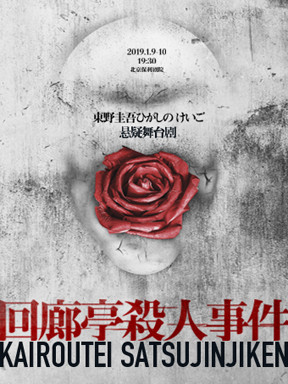 2019.1.9-10
19:30
北京保利剧院
東野圭吾ひがしの けいご
悬疑舞台剧
回廊亭殺人事件
KAIROUTEI SATSUJINJIKEN